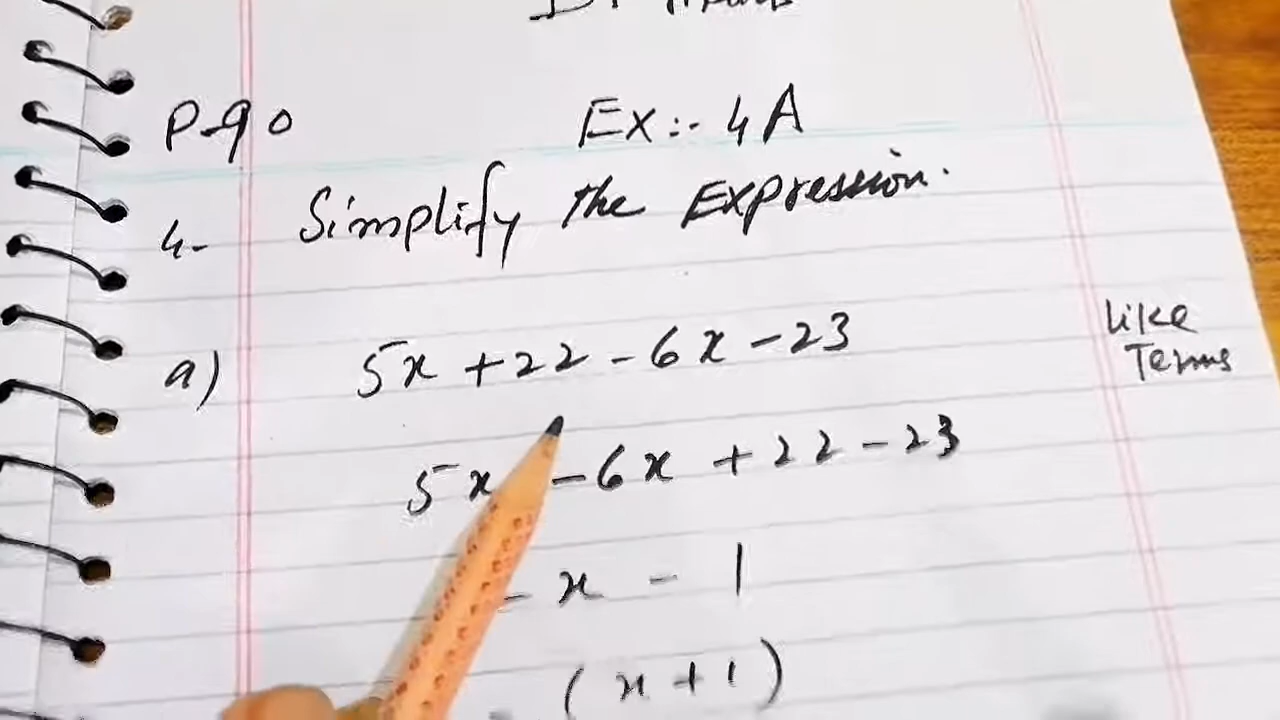 P-90 Ex:- 4A
4- Simplify the Expression.
a) 5x + 22 - 6x - 23
Like
Terms
5x - 6x + 22 - 23
- x - 1
(x + 1)